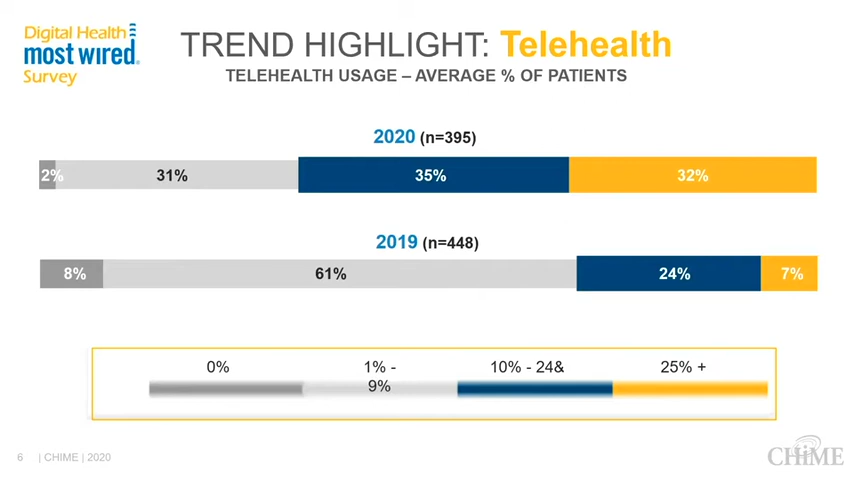 Digital Health
most wired®
Survey
TREND HIGHLIGHT: Telehealth
TELEHEALTH USAGE – AVERAGE % OF PATIENTS
2020 (n=395)
2% 31% 35% 32%
2019 (n=448)
8% 61% 24% 7%
0% 1% - 10% - 24& 25% +
9%
6 | CHIME | 2020
CHiME